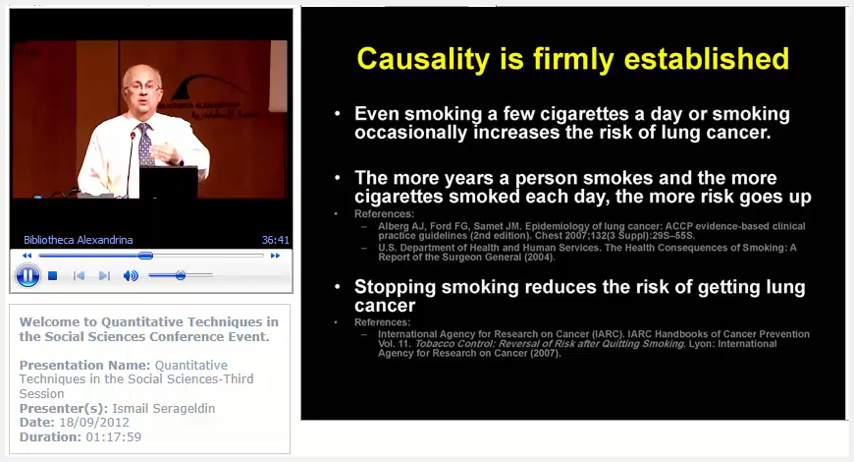 Bibliotheca Alexandrina
36:41
Welcome to Quantitative Techniques in
the Social Sciences Conference Event.
Presentation Name: Quantitative
Techniques in the Social Sciences-Third
Session
Presenter(s): Ismail Serageldin
Date: 18/09/2012
Duration: 01:17:59
Causality is firmly established
• Even smoking a few cigarettes a day or smoking
occasionally increases the risk of lung cancer.
• The more years a person smokes and the more
cigarettes smoked each day, the more risk goes up
• References:
– Alberg AJ, Ford FG, Samet JM. Epidemiology of lung cancer: ACCP evidence-based clinical
practice guidelines (2nd edition). Chest 2007;132(3 Suppl):29S–55S.
– U.S. Department of Health and Human Services. The Health Consequences of Smoking: A
Report of the Surgeon General (2004).
• Stopping smoking reduces the risk of getting lung
cancer
• References:
– International Agency for Research on Cancer (IARC). IARC Handbooks of Cancer Prevention
Vol. 11. Tobacco Control: Reversal of Risk after Quitting Smoking. Lyon: International
Agency for Research on Cancer (2007).